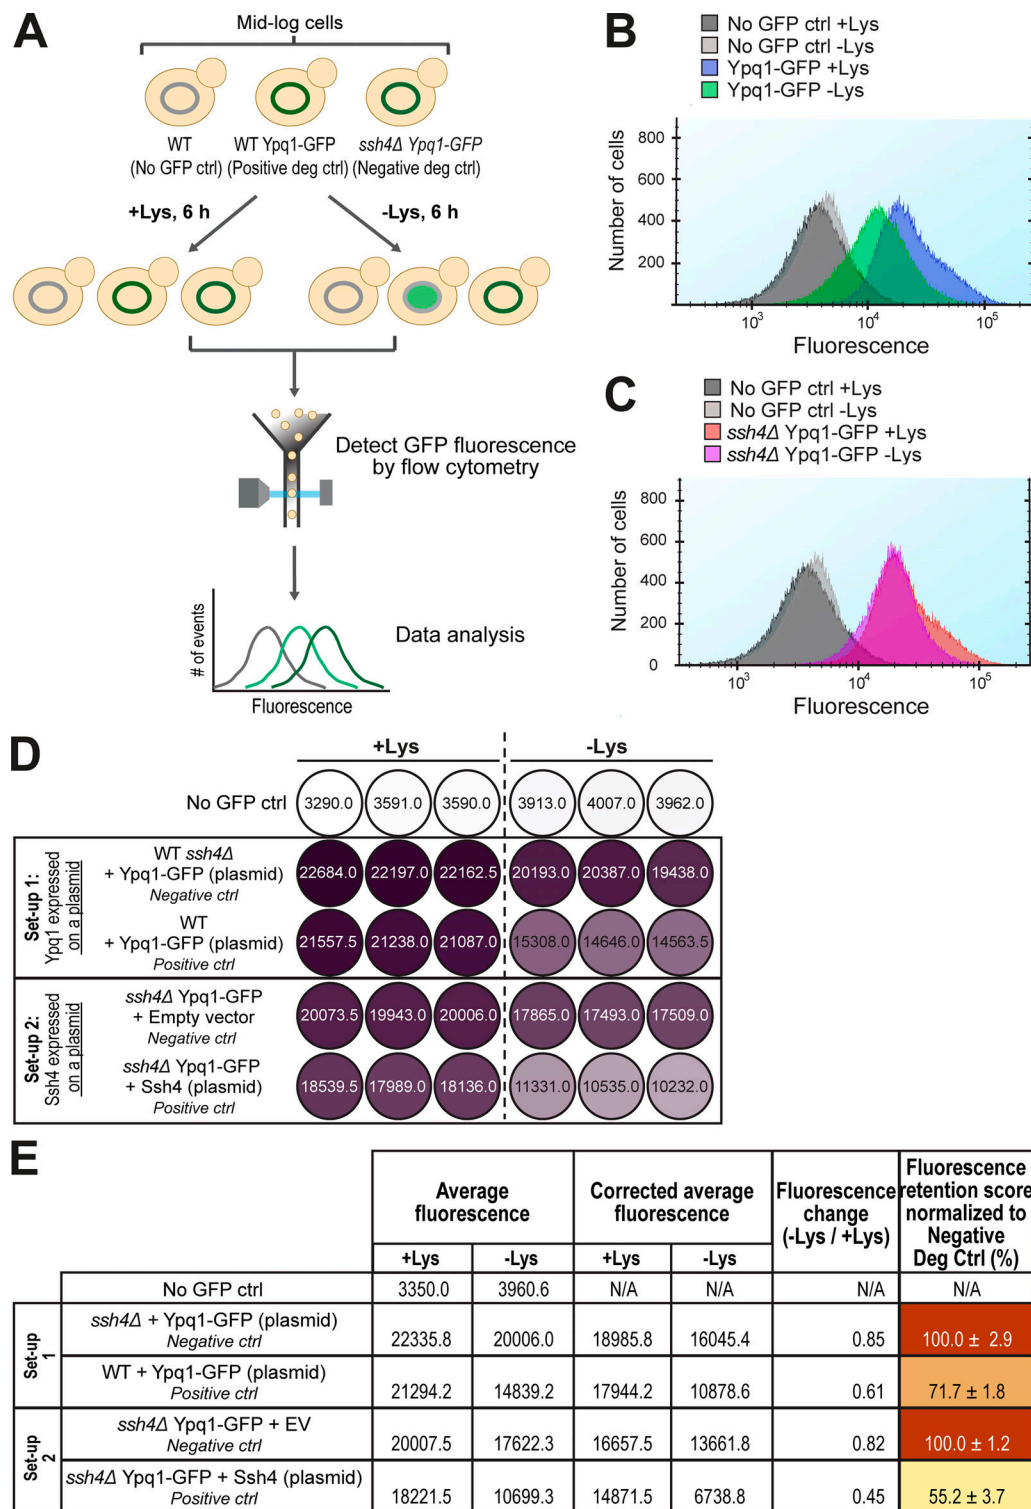 A
Mid-log cells
WT
(No GFP ctrl)
WT Ypq1-GFP
(Positive deg ctrl)
ssh4Δ Ypq1-GFP
(Negative deg ctrl)
+Lys, 6 h
-Lys, 6 h
Detect GFP fluorescence
by flow cytometry
# of events
Fluorescence
Data analysis
B
No GFP ctrl +Lys
No GFP ctrl -Lys
Ypq1-GFP +Lys
Ypq1-GFP -Lys
Number of cells
800
600
400
200
10³ 10⁴ 10⁵
Fluorescence
C
No GFP ctrl +Lys
No GFP ctrl -Lys
ssh4Δ Ypq1-GFP +Lys
ssh4Δ Ypq1-GFP -Lys
Number of cells
800
600
400
200
0
10³ 10⁴ 10⁵
Fluorescence
D
+Lys -Lys
No GFP ctrl 3290.0 3591.0 3590.0 3913.0 4007.0 3962.0
Set-up 1:
Ypq1 expressed
on a plasmid
WT ssh4Δ
+ Ypq1-GFP (plasmid)
Negative ctrl
22684.0 22197.0 22162.5 20193.0 20387.0 19438.0
WT
+ Ypq1-GFP (plasmid)
Positive ctrl
21557.5 21238.0 21087.0 15308.0 14646.0 14563.5
Set-up 2:
Ssh4 expressed
on a plasmid
ssh4Δ Ypq1-GFP
+ Empty vector
Negative ctrl
20073.5 19943.0 20006.0 17865.0 17493.0 17509.0
ssh4Δ Ypq1-GFP
+ Ssh4 (plasmid)
Positive ctrl
18539.5 17989.0 18136.0 11331.0 10535.0 10232.0
E
Average
fluorescence
Corrected average
fluorescence
Fluorescence
change
(-Lys / +Lys)
Fluorescence
retention score
normalized to
Negative
Deg Ctrl (%)
+Lys -Lys +Lys -Lys
No GFP ctrl 3350.0 3960.6 N/A N/A N/A N/A
Set-up
1
ssh4Δ + Ypq1-GFP (plasmid)
Negative ctrl
22335.8 20006.0 18985.8 16045.4 0.85 100.0 ± 2.9
WT + Ypq1-GFP (plasmid)
Positive ctrl
21294.2 14839.2 17944.2 10878.6 0.61 71.7 ± 1.8
Set-up
2
ssh4Δ Ypq1-GFP + EV
Negative ctrl
20007.5 17622.3 16657.5 13661.8 0.82 100.0 ± 1.2
ssh4Δ Ypq1-GFP + Ssh4 (plasmid)
Positive ctrl
18221.5 10699.3 14871.5 6738.8 0.45 55.2 ± 3.7